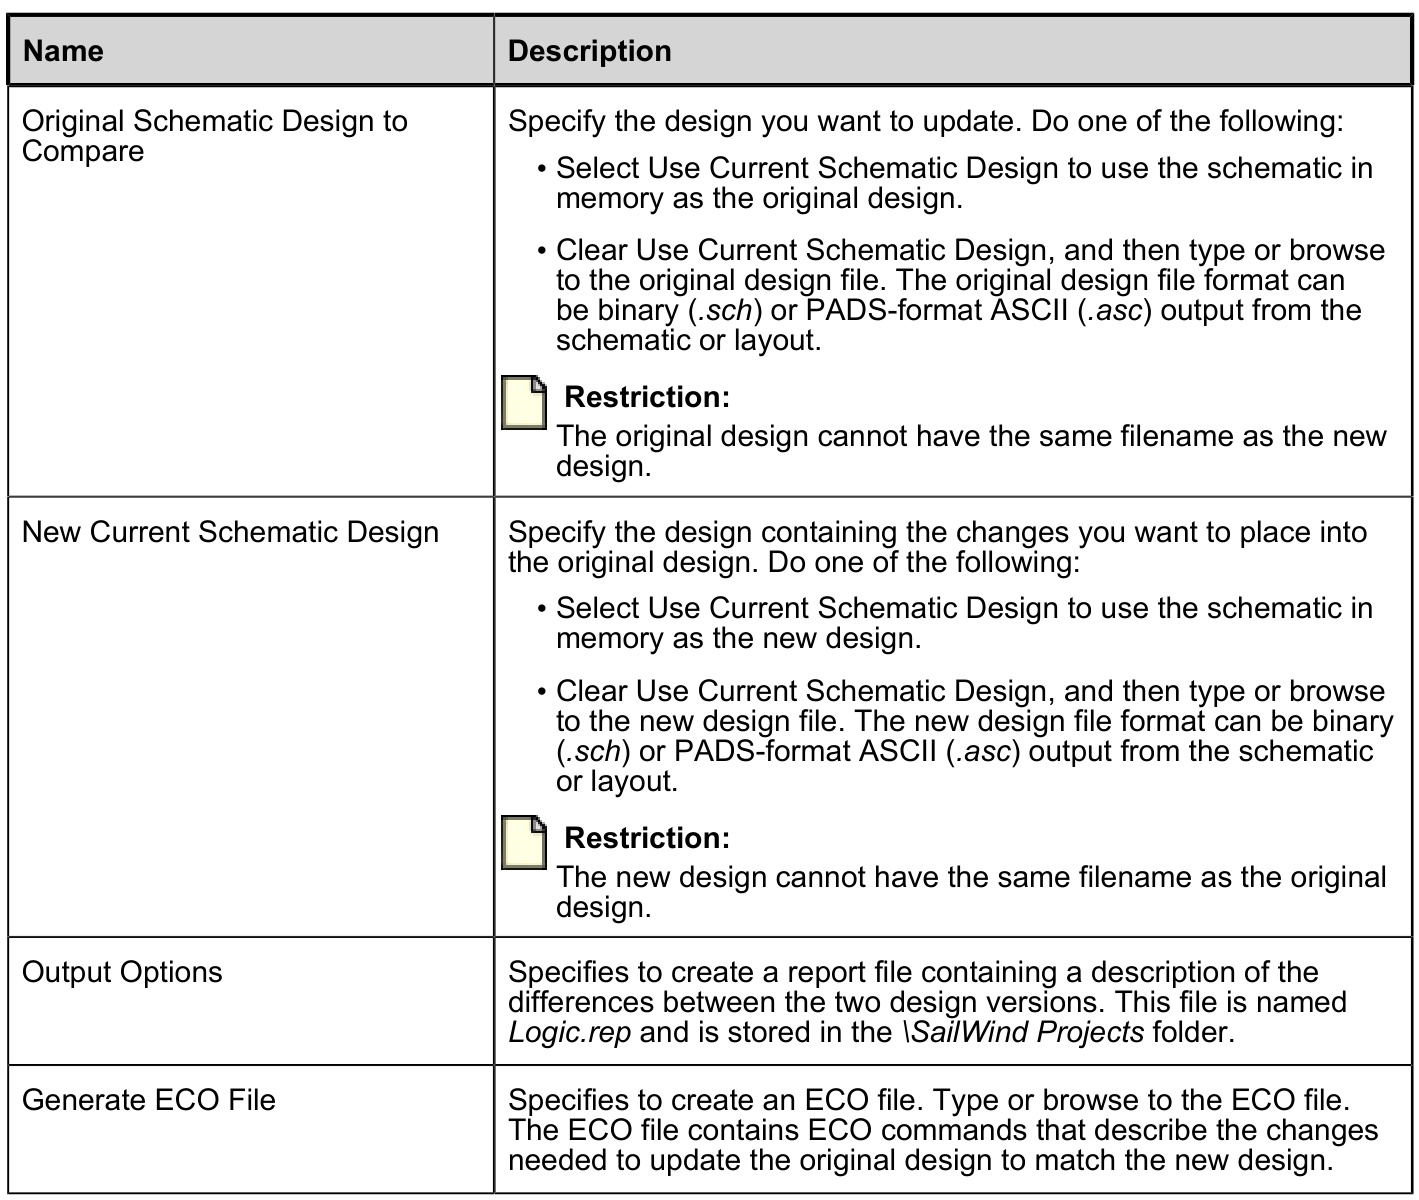 Name
Description
Original Schematic Design to
Compare
Specify the design you want to update. Do one of the following:
• Select Use Current Schematic Design to use the schematic in
memory as the original design.
• Clear Use Current Schematic Design, and then type or browse
to the original design file. The original design file format can
be binary (.sch) or PADS-format ASCII (.asc) output from the
schematic or layout.
Restriction:
The original design cannot have the same filename as the new
design.
New Current Schematic Design
Specify the design containing the changes you want to place into
the original design. Do one of the following:
• Select Use Current Schematic Design to use the schematic in
memory as the new design.
• Clear Use Current Schematic Design, and then type or browse
to the new design file. The new design file format can be binary
(.sch) or PADS-format ASCII (.asc) output from the schematic
or layout.
Restriction:
The new design cannot have the same filename as the original
design.
Output Options
Specifies to create a report file containing a description of the
differences between the two design versions. This file is named
Logic.rep and is stored in the \SailWind Projects folder.
Generate ECO File
Specifies to create an ECO file. Type or browse to the ECO file.
The ECO file contains ECO commands that describe the changes
needed to update the original design to match the new design.